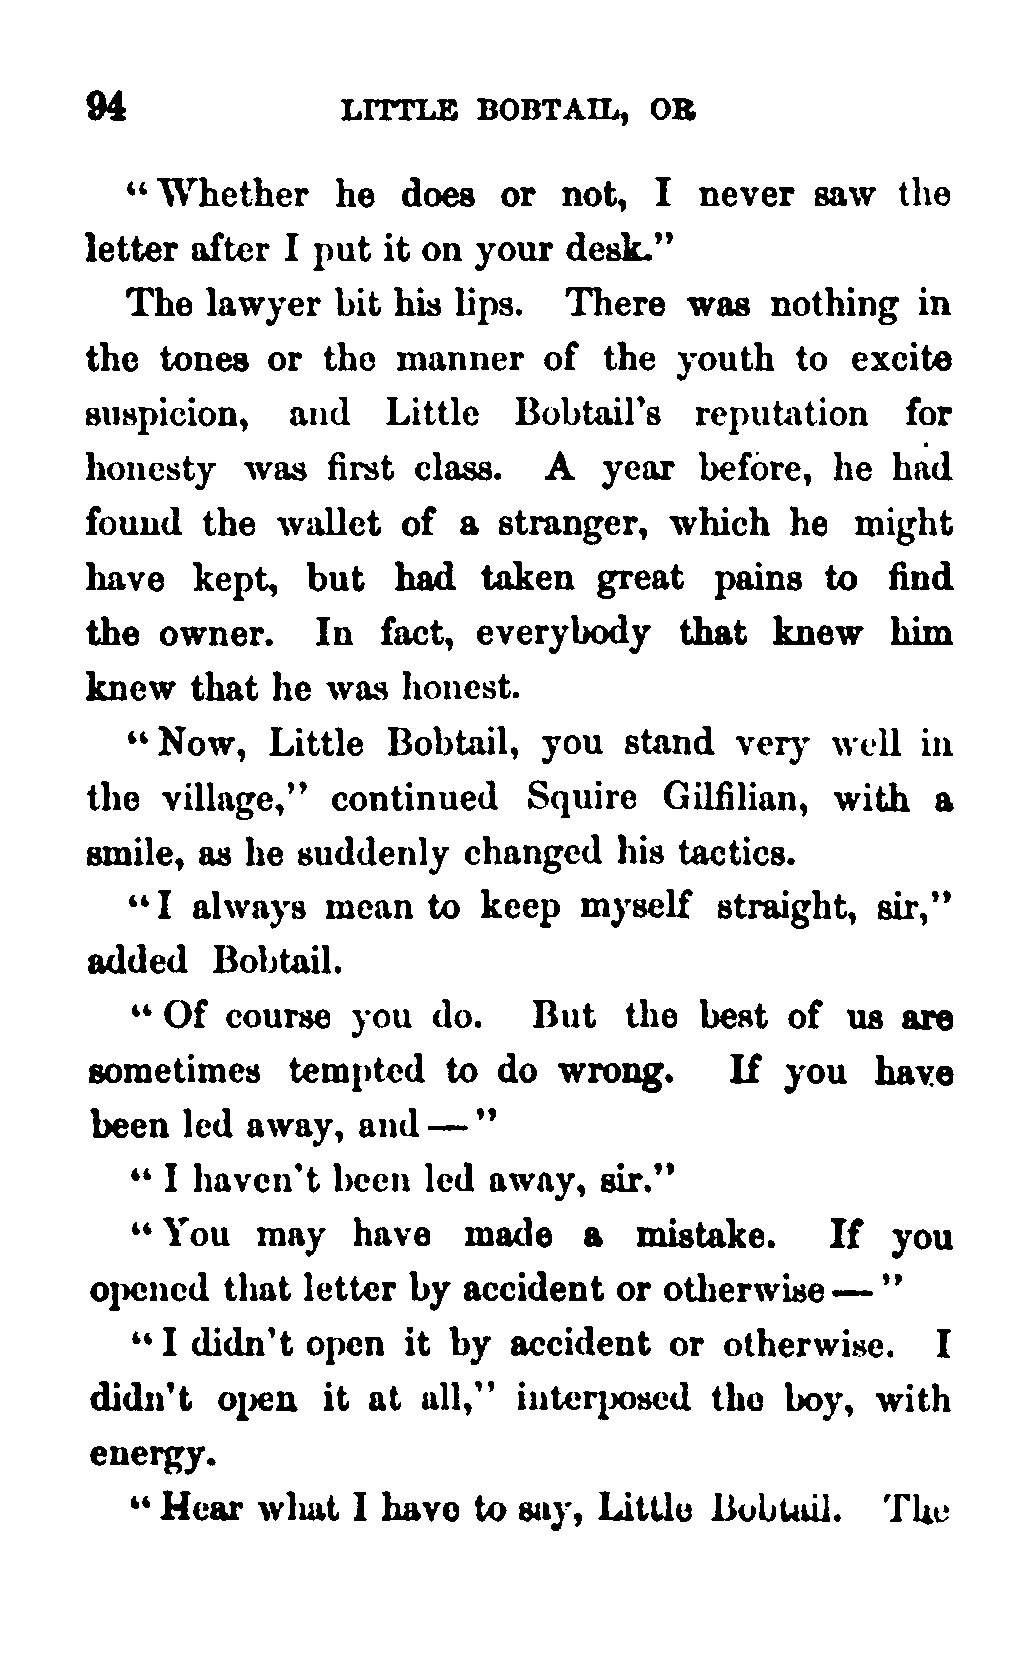 94 LITTLE BOBTAIL, OR
"Whether he does or not, I never saw the
letter after I put it on your desk."
The lawyer bit his lips. There was nothing in
the tones or the manner of the youth to excite
suspicion, and Little Bobtail's reputation for
honesty was first class. A year before, he had
found the wallet of a stranger, which he might
have kept, but had taken great pains to find
the owner. In fact, everybody that knew him
knew that he was honest.
"Now, Little Bobtail, you stand very well in
the village," continued Squire Gilfilian, with a
smile, as he suddenly changed his tactics.
"I always mean to keep myself straight, sir,"
added Bobtail.
"Of course you do. But the best of us are
sometimes tempted to do wrong. If you have
been led away, and—"
"I haven't been led away, sir."
"You may have made a mistake. If you
opened that letter by accident or otherwise—"
"I didn't open it by accident or otherwise. I
didn't open it at all," interposed the boy, with
energy.
"Hear what I have to say, Little Bobtail. The